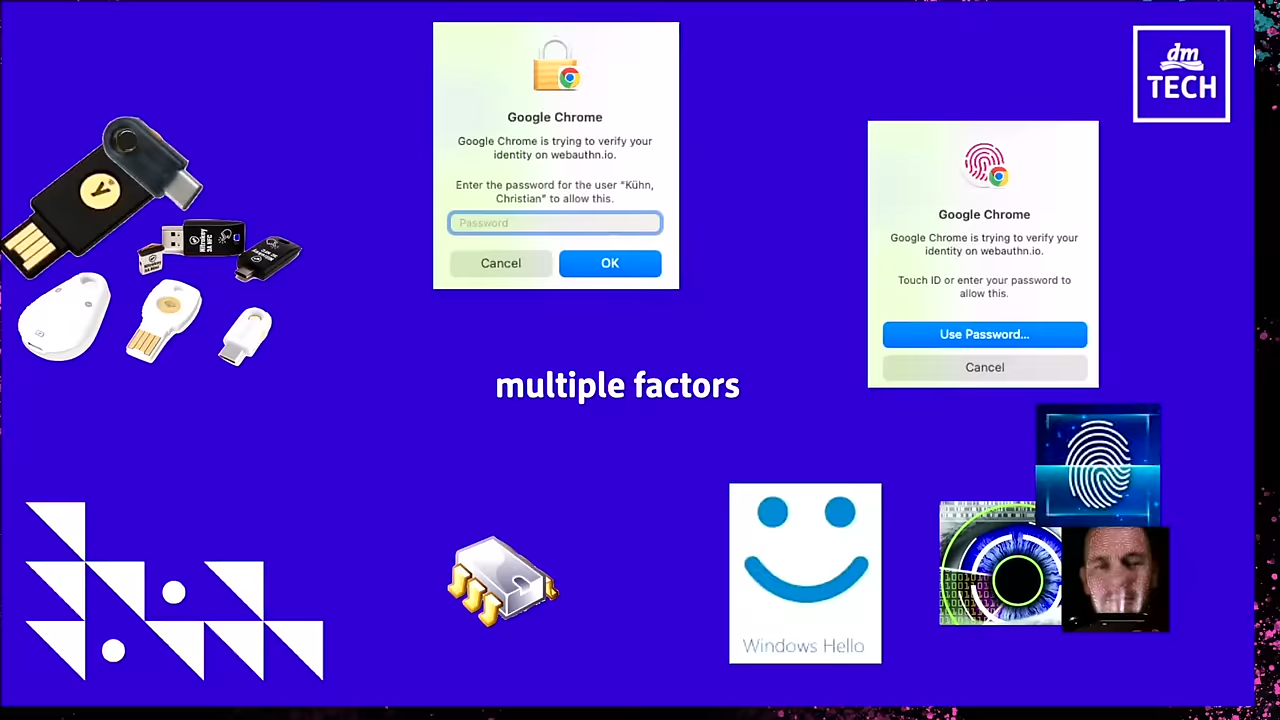 Google Chrome
Google Chrome is trying to verify your
identity on webauthn.io.
Enter the password for the user “Kühn,
Christian” to allow this.
Password
Cancel
OK
dm
TECH
Google Chrome
Google Chrome is trying to verify your
identity on webauthn.io.
Touch ID or enter your password to
allow this.
Use Password...
Cancel
multiple factors
Windows Hello